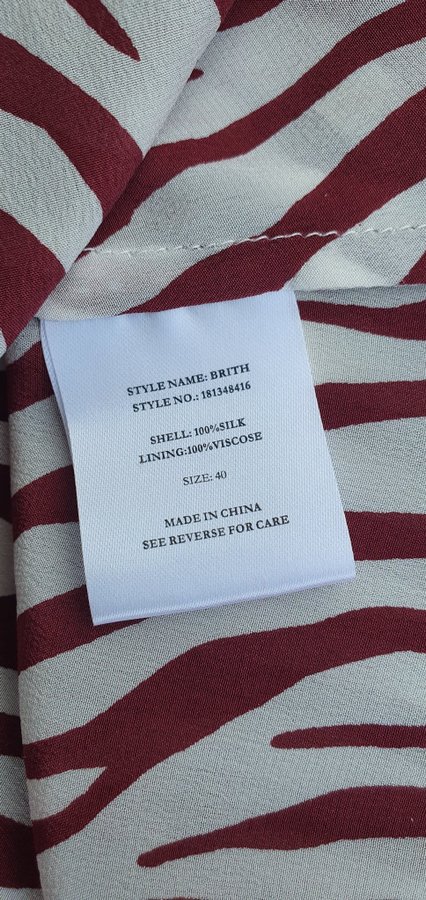 STYLE NAME: BRITH
STYLE NO.: 181348416
SHELL: 100%SILK
LINING:100%VISCOSE
SIZE: 40
MADE IN CHINA
SEE REVERSE FOR CARE